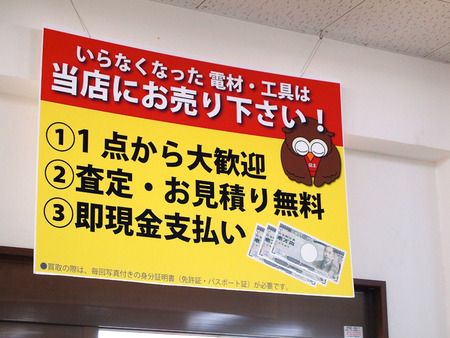 いらなくなった 電材・工具は
当店にお売り下さい！
①1点から大歓迎
②査定・お見積り無料
③即現金支払い
●買取の際は、毎回写真付きの身分証明書（免許証・パスポート証）が必要です。